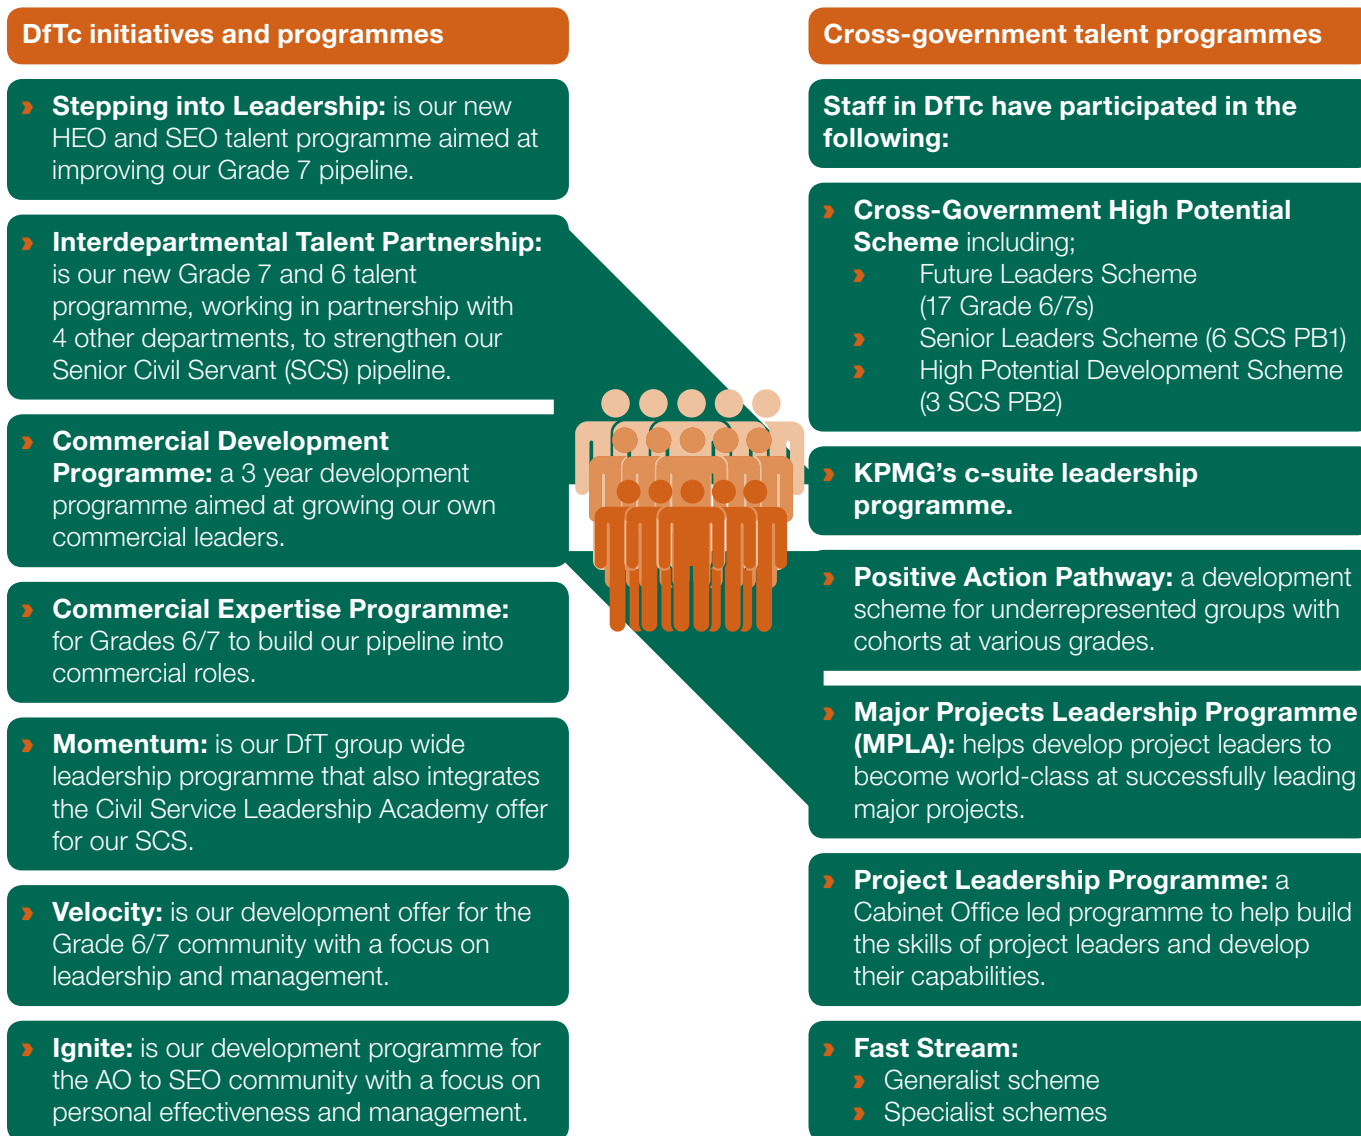 DfTc initiatives and programmes
Stepping into Leadership: is our new
HEO and SEO talent programme aimed at
improving our Grade 7 pipeline.
Interdepartmental Talent Partnership:
is our new Grade 7 and 6 talent
programme, working in partnership with
4 other departments, to strengthen our
Senior Civil Servant (SCS) pipeline.
Commercial Development
Programme: a 3 year development
programme aimed at growing our own
commercial leaders.
Commercial Expertise Programme:
for Grades 6/7 to build our pipeline into
commercial roles.
Momentum: is our DfT group wide
leadership programme that also integrates
the Civil Service Leadership Academy offer
for our SCS.
Velocity: is our development offer for the
Grade 6/7 community with a focus on
leadership and management.
Ignite: is our development programme for
the AO to SEO community with a focus on
personal effectiveness and management.
Cross-government talent programmes
Staff in DfTc have participated in the
following:
Cross-Government High Potential
Scheme including;
Future Leaders Scheme
(17 Grade 6/7s)
Senior Leaders Scheme (6 SCS PB1)
High Potential Development Scheme
(3 SCS PB2)
KPMG’s c-suite leadership
programme.
Positive Action Pathway: a development
scheme for underrepresented groups with
cohorts at various grades.
Major Projects Leadership Programme
(MPLA): helps develop project leaders to
become world-class at successfully leading
major projects.
Project Leadership Programme: a
Cabinet Office led programme to help build
the skills of project leaders and develop
their capabilities.
Fast Stream:
Generalist scheme
Specialist schemes